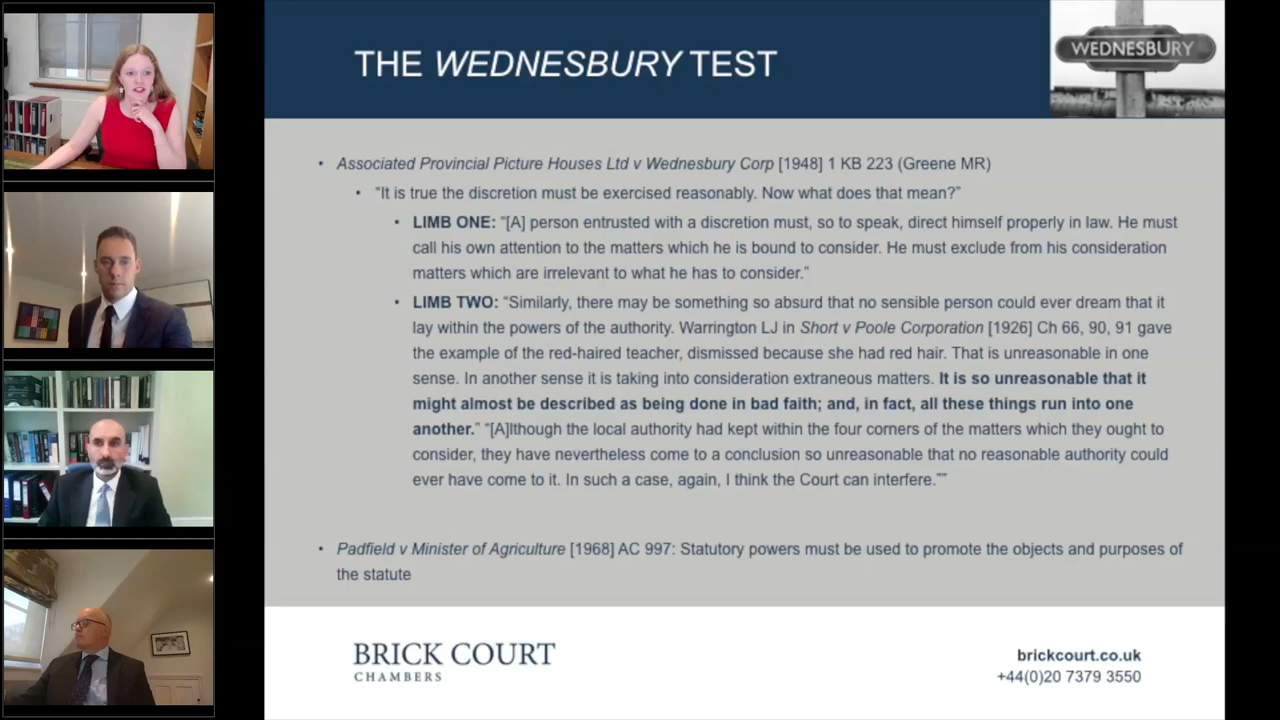 THE WEDNESBURY TEST
WEDNESBURY
• Associated Provincial Picture Houses Ltd v Wednesbury Corp [1948] 1 KB 223 (Greene MR)
• “It is true the discretion must be exercised reasonably. Now what does that mean?”
• LIMB ONE: “[A] person entrusted with a discretion must, so to speak, direct himself properly in law. He must
call his own attention to the matters which he is bound to consider. He must exclude from his consideration
matters which are irrelevant to what he has to consider.”
• LIMB TWO: “Similarly, there may be something so absurd that no sensible person could ever dream that it
lay within the powers of the authority. Warrington LJ in Short v Poole Corporation [1926] Ch 66, 90, 91 gave
the example of the red-haired teacher, dismissed because she had red hair. That is unreasonable in one
sense. In another sense it is taking into consideration extraneous matters. It is so unreasonable that it
might almost be described as being done in bad faith; and, in fact, all these things run into one
another.” “[A]lthough the local authority had kept within the four corners of the matters which they ought to
consider, they have nevertheless come to a conclusion so unreasonable that no reasonable authority could
ever have come to it. In such a case, again, I think the Court can interfere.””
• Padfield v Minister of Agriculture [1968] AC 997: Statutory powers must be used to promote the objects and purposes of
the statute
BRICK COURT
CHAMBERS
brickcourt.co.uk
+44(0)20 7379 3550